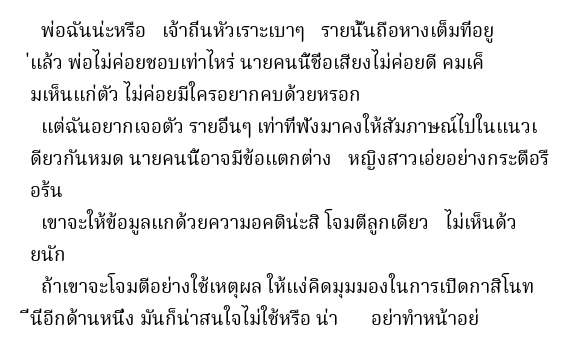 พ่อฉันน่ะหรือ เจ้าถีนหัวเราะเบาๆ รายนั้นถือหางเต็มทีอยู
่แล้ว พ่อไม่ค่อยชอบเท่าไหร่ นายคนนี้ชื่อเสียงไม่ค่อยดี คมเค็
มเห็นแก่ตัว ไม่ค่อยมีใครอยากคบด้วยหรอก
แต่ฉันอยากเจอตัว รายอื่นๆ เท่าที่ฟังมาคงให้สัมภาษณ์ไปในแนวเ
ดียวกันหมด นายคนนี้อาจมีข้อแตกต่าง หญิงสาวเอ่ยอย่างกระตือรื
อร้น
เขาจะให้ข้อมูลแกด้วยความอคติน่ะสิ โจมตีลูกเดียว ไม่เห็นด้ว
ยนัก
ถ้าเขาจะโจมตีอย่างใช้เหตุผล ให้แง่คิดมุมมองในการเปิดกาสิโนท
ี่นี่อีกด้านหนึ่ง มันก็น่าสนใจไม่ใช้หรือ น่า อย่าทำหน้าอย่